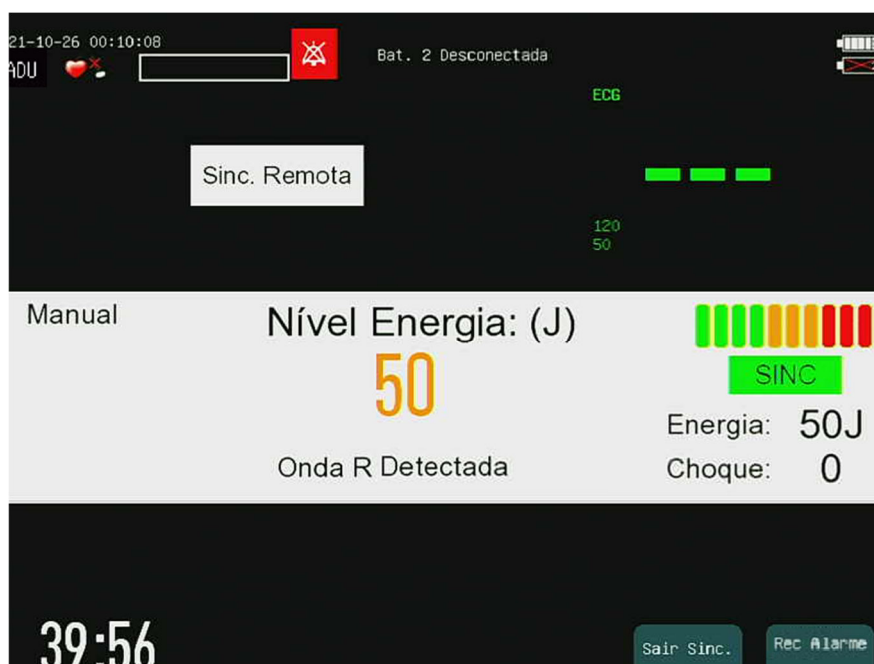 21-10-26 00:10:08
ADU
Bat. 2 Desconectada
ECG
Sinc. Remota
120
50
Manual
Nível Energia: (J)
50
SINC
Energia: 50J
Onda R Detectada
Choque: 0
39:56
Sair Sinc.
Rec Alarme